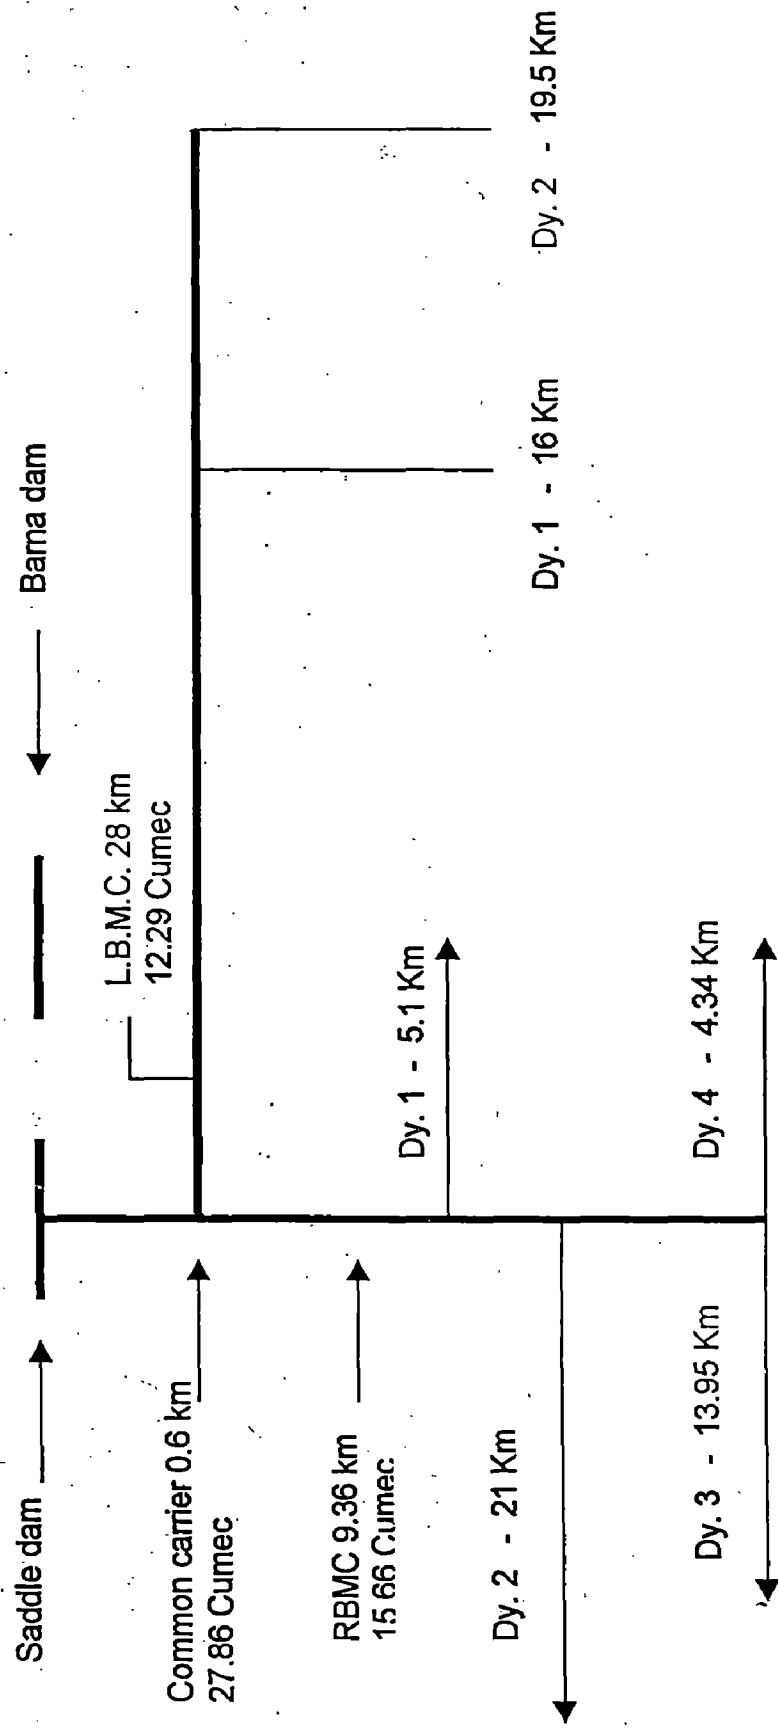 Saddle dam
Barna dam
Common carrier 0.6 km
27.86 Cumec
L.B.M.C. 28 km
12.29 Cumec
RBMC 9.36 km
15.66 Cumec
Dy. 1 - 5.1 Km
Dy. 1 - 16 Km
Dy. 2 - 19.5 Km
Dy. 2 - 21 Km
Dy. 3 - 13.95 Km
Dy. 4 - 4.34 Km